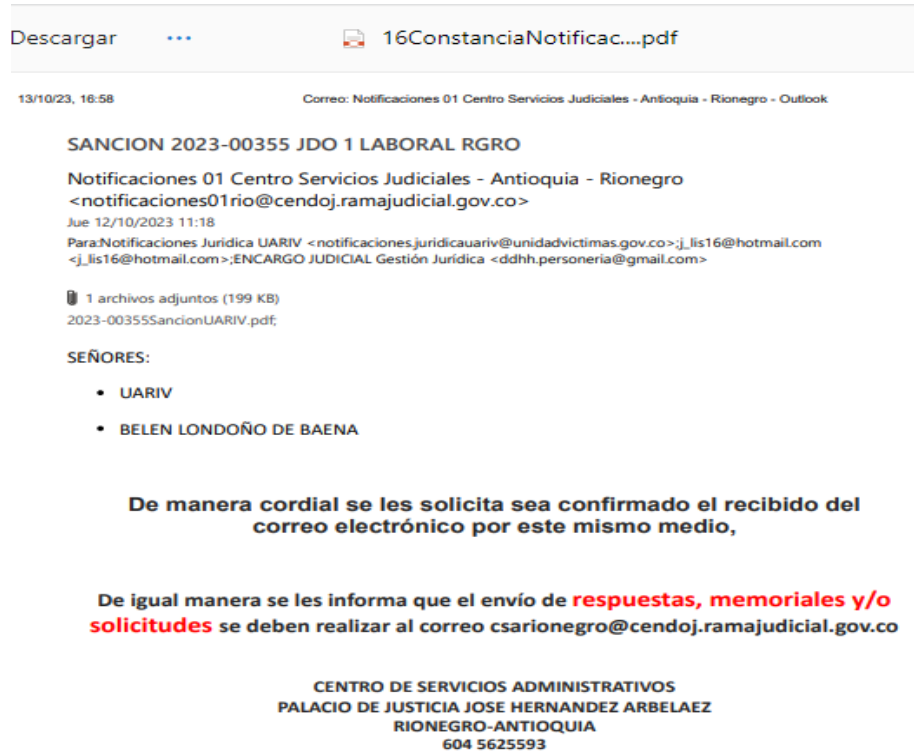 Descargar ... 16ConstanciaNotificac....pdf
13/10/23, 16:58 Correo: Notificaciones 01 Centro Servicios Judiciales - Antioquia - Rionegro - Outlook
SANCION 2023-00355 JDO 1 LABORAL RGRO
Notificaciones 01 Centro Servicios Judiciales - Antioquia - Rionegro
<notificaciones01rio@cendoj.ramajudicial.gov.co>
Jue 12/10/2023 11:18
Para:Notificaciones Juridica UARIV <notificaciones.juridicauariv@unidadvictimas.gov.co>;j_lis16@hotmail.com
<j_lis16@hotmail.com>;ENCARGO JUDICIAL Gestión Jurídica <ddhh.personeria@gmail.com>
1 archivos adjuntos (199 KB)
2023-00355SancionUARIV.pdf;
SEÑORES:
• UARIV
• BELEN LONDOÑO DE BAENA
De manera cordial se les solicita sea confirmado el recibido del
correo electrónico por este mismo medio,
De igual manera se les informa que el envío de respuestas, memoriales y/o
solicitudes se deben realizar al correo csarionegro@cendoj.ramajudicial.gov.co
CENTRO DE SERVICIOS ADMINISTRATIVOS
PALACIO DE JUSTICIA JOSE HERNANDEZ ARBELAEZ
RIONEGRO-ANTIOQUIA
604 5625593